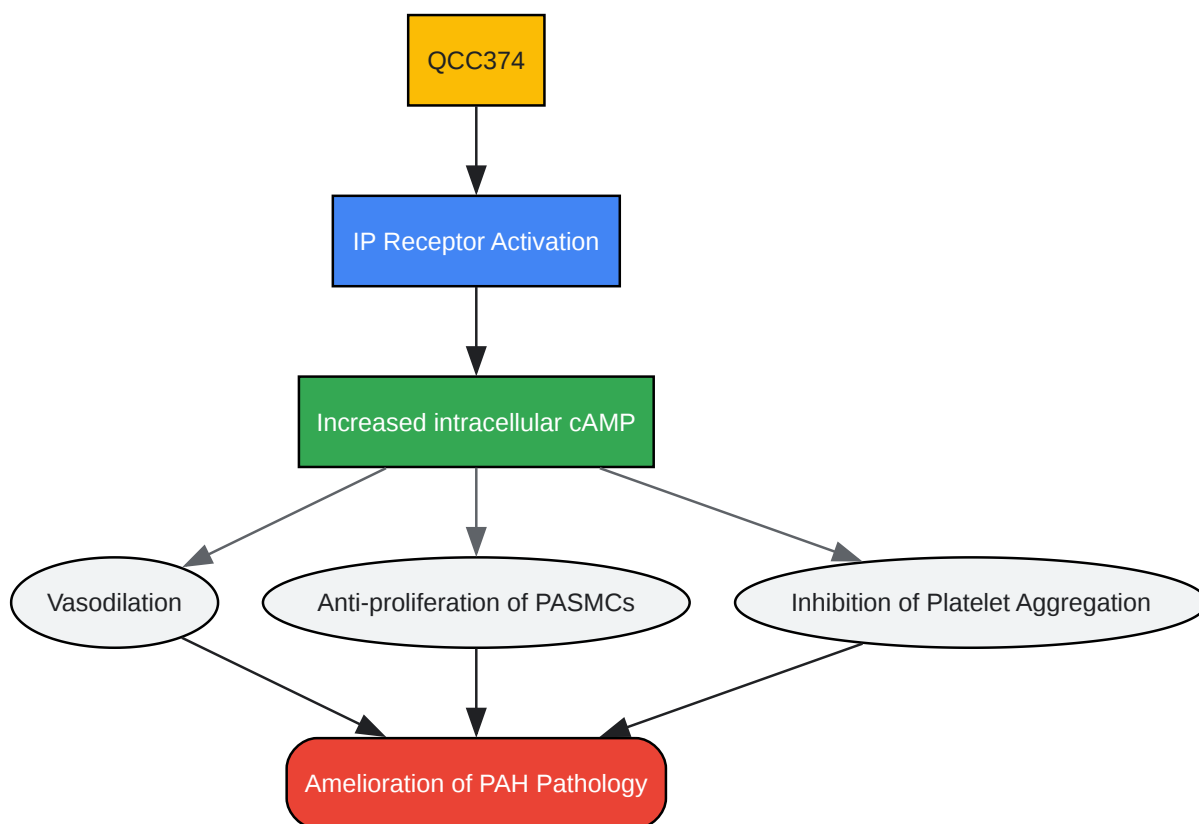 QCC374
IP Receptor Activation
Increased intracellular cAMP
Vasodilation
Anti-proliferation of PASMCs
Inhibition of Platelet Aggregation
Amelioration of PAH Pathology